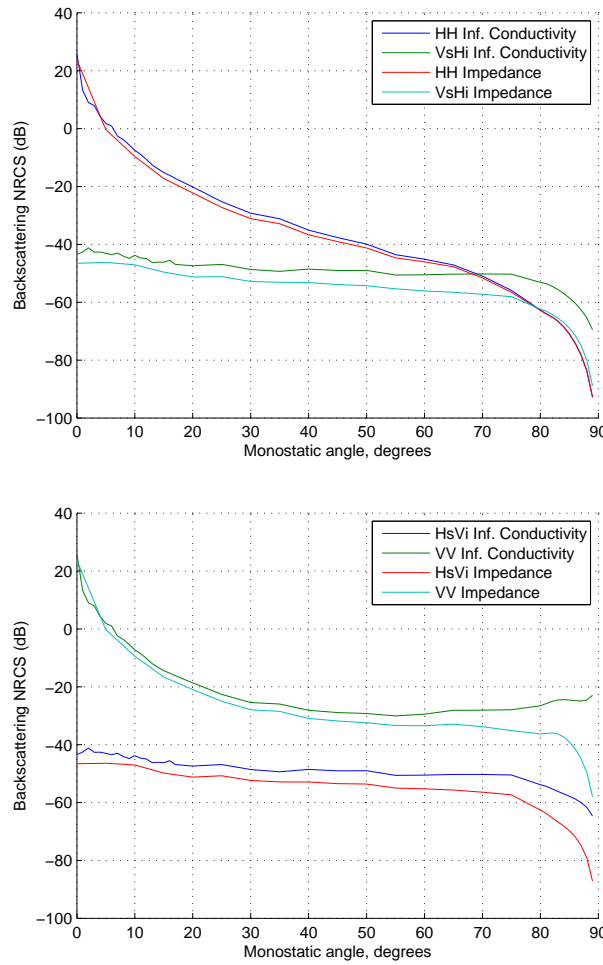 40
20
0
−20
−40
−60
−80
−100
Backscattering NRCS (dB)
HH Inf. Conductivity
VsHi Inf. Conductivity
HH Impedance
VsHi Impedance
0 10 20 30 40 50 60 70 80 90
Monostatic angle, degrees
40
20
0
−20
−40
−60
−80
−100
Backscattering NRCS (dB)
HsVi Inf. Conductivity
VV Inf. Conductivity
HsVi Impedance
VV Impedance
0 10 20 30 40 50 60 70 80 90
Monostatic angle, degrees